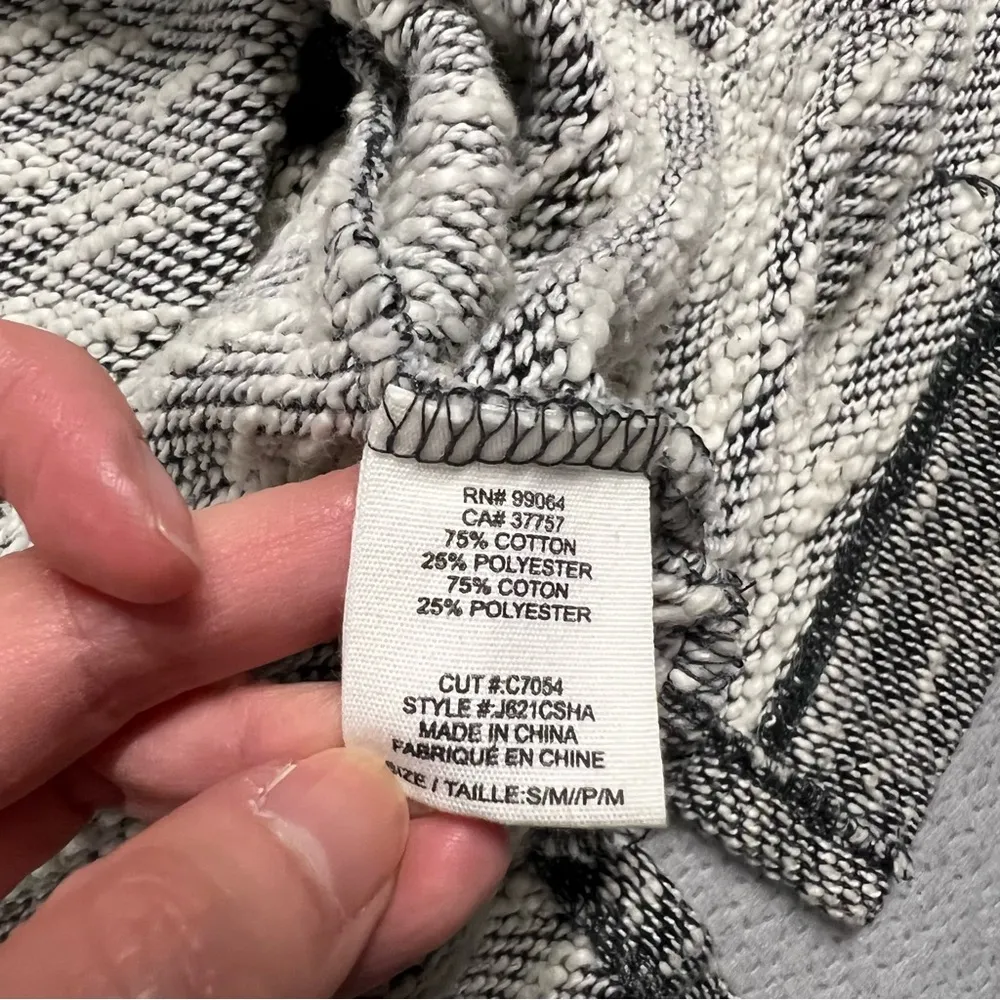 RN# 99064
CA# 37757
75% COTTON
25% POLYESTER
75% COTON
25% POLYESTER
CUT #:C7054
STYLE #:J621CSHA
MADE IN CHINA
FABRIQUÉ EN CHINE
SIZE / TAILLE:S/M//P/M